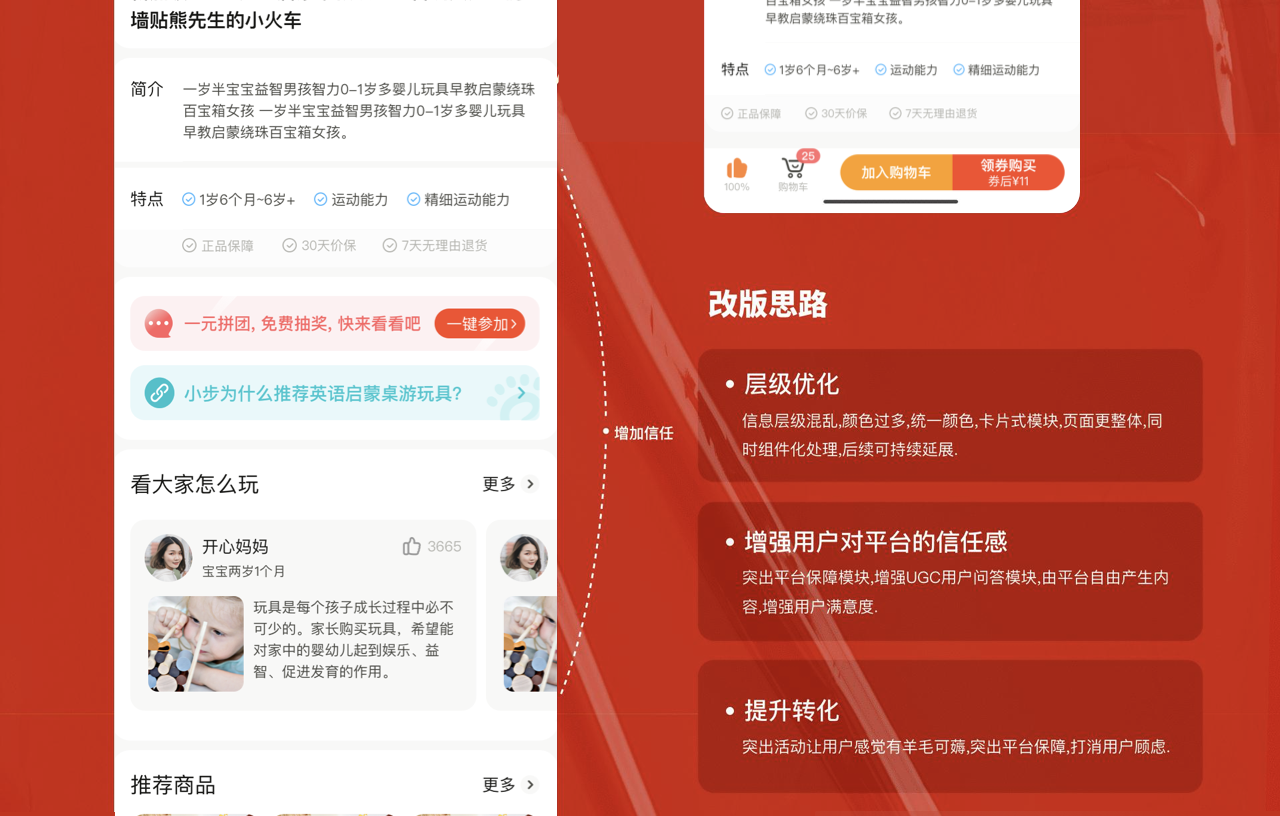 墙贴熊先生的小火车
简介
一岁半宝宝益智男孩智力0-1岁多婴儿玩具早教启蒙绕珠
百宝箱女孩 一岁半宝宝益智男孩智力0-1岁多婴儿玩具
早教启蒙绕珠百宝箱女孩。
特点
1岁6个月~6岁+
运动能力
精细运动能力
正品保障
30天价保
7天无理由退货
一元拼团, 免费抽奖, 快来看看吧
一键参加
小步为什么推荐英语启蒙桌游玩具?
看大家怎么玩
更多
开心妈妈
3665
宝宝两岁1个月
玩具是每个孩子成长过程中必不
可少的。家长购买玩具，希望能
对家中的婴幼儿起到娱乐、益
智、促进发育的作用。
推荐商品
更多
增加信任
百宝箱女孩 一岁半宝宝益智男孩智力0-1岁多婴儿玩具
早教启蒙绕珠百宝箱女孩。
特点
1岁6个月~6岁+
运动能力
精细运动能力
正品保障
30天价保
7天无理由退货
100%
25
购物车
加入购物车
领券购买
券后¥11
改版思路
• 层级优化
信息层级混乱,颜色过多,统一颜色,卡片式模块,页面更整体,同
时组件化处理,后续可持续延展.
• 增强用户对平台的信任感
突出平台保障模块,增强UGC用户问答模块,由平台自由产生内
容,增强用户满意度.
• 提升转化
突出活动让用户感觉有羊毛可薅,突出平台保障,打消用户顾虑.